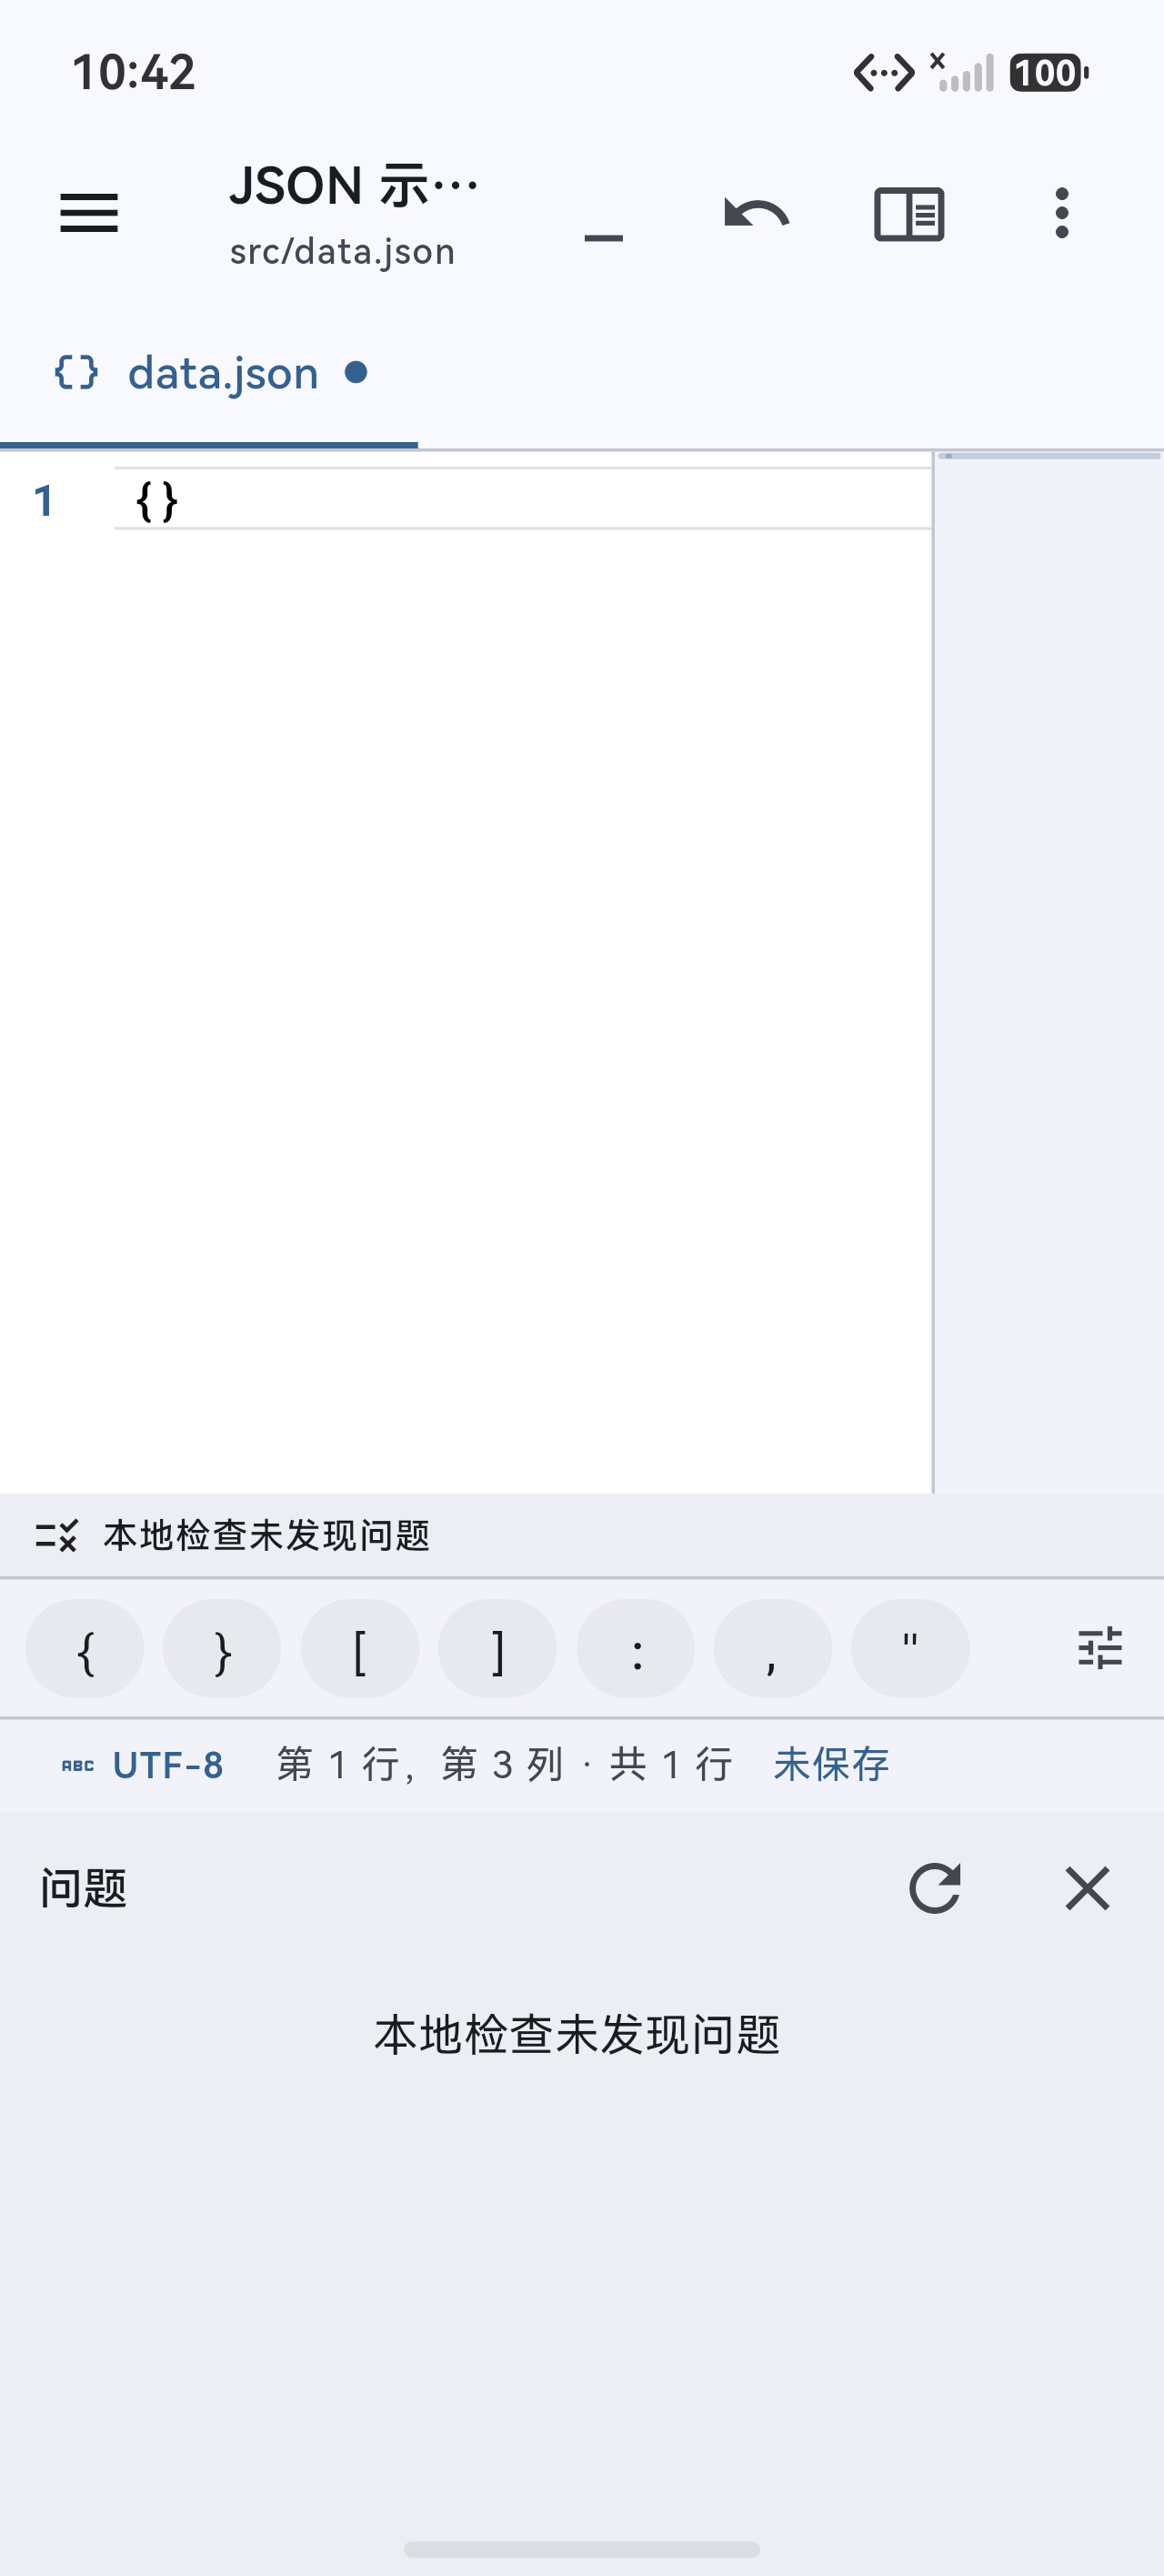 10:42
100
JSON 示…
src/data.json
{} data.json
1 {}
本地检查未发现问题
{ } [ ] : , "
ABC UTF-8 第 1 行, 第 3 列 · 共 1 行 未保存
问题
本地检查未发现问题